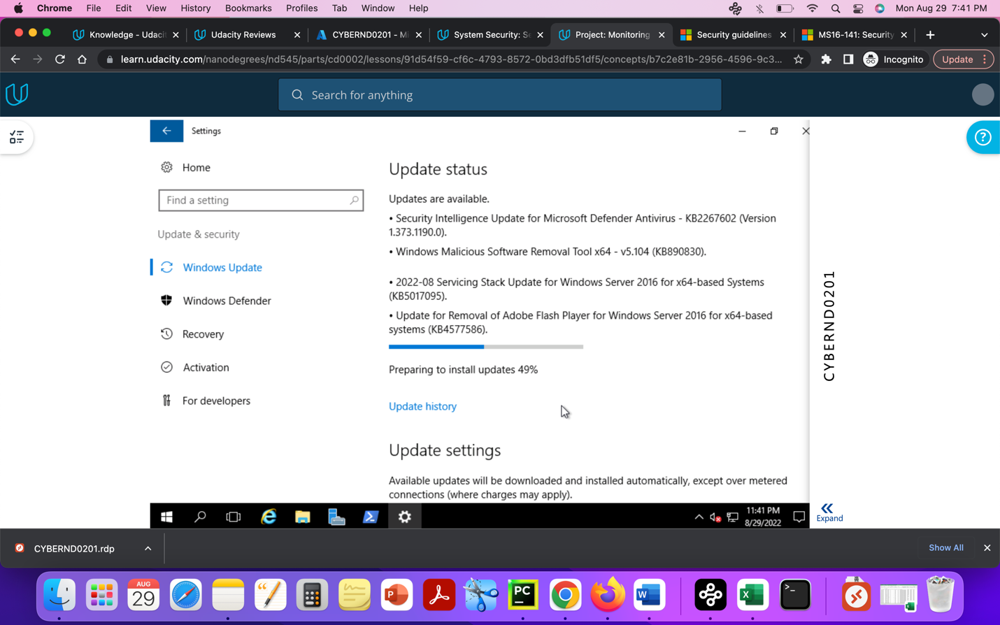 Chrome File Edit View History Bookmarks Profiles Tab Window Help Mon Aug 29 7:41 PM
Knowledge - Udaci Udacity Reviews CYBERND0201 - Mi System Security: Se Project: Monitoring Security guidelines MS16-141: Security
learn.udacity.com/nanodegrees/nd545/parts/cd0002/lessons/91d54f59-cf6c-4793-8572-0bd3dfb51df5/concepts/b7c2e81b-2956-4596-9c3... Incognito Update
Search for anything
Settings
Home
Find a setting
Update & security
Windows Update
Windows Defender
Recovery
Activation
For developers
Update status
Updates are available.
• Security Intelligence Update for Microsoft Defender Antivirus - KB2267602 (Version
1.373.1190.0).
• Windows Malicious Software Removal Tool x64 - v5.104 (KB890830).
• 2022-08 Servicing Stack Update for Windows Server 2016 for x64-based Systems
(KB5017095).
• Update for Removal of Adobe Flash Player for Windows Server 2016 for x64-based
systems (KB4577586).
Preparing to install updates 49%
Update history
Update settings
Available updates will be downloaded and installed automatically, except over metered
connections (where charges may apply).
CYBERND0201
Expand
11:41 PM
8/29/2022
CYBERND0201.rdp
Show All
AUG
29
P
PC
W
X
>_